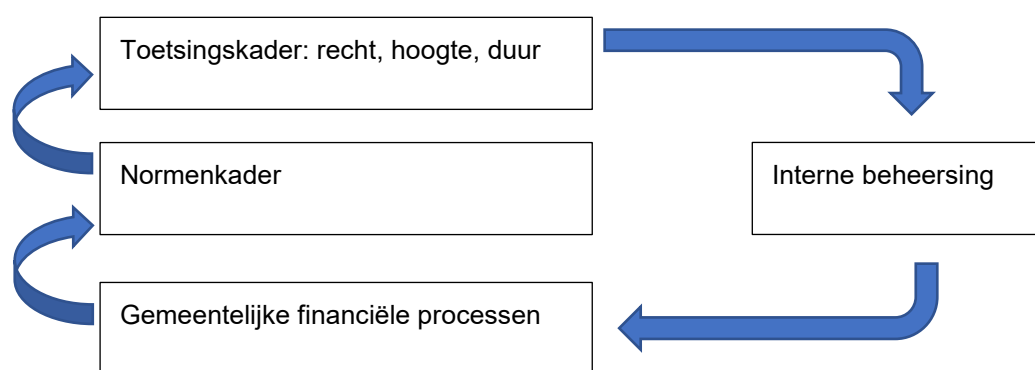 Toetsingskader: recht, hoogte, duur
Normenkader
Interne beheersing
Gemeentelijke financiële processen